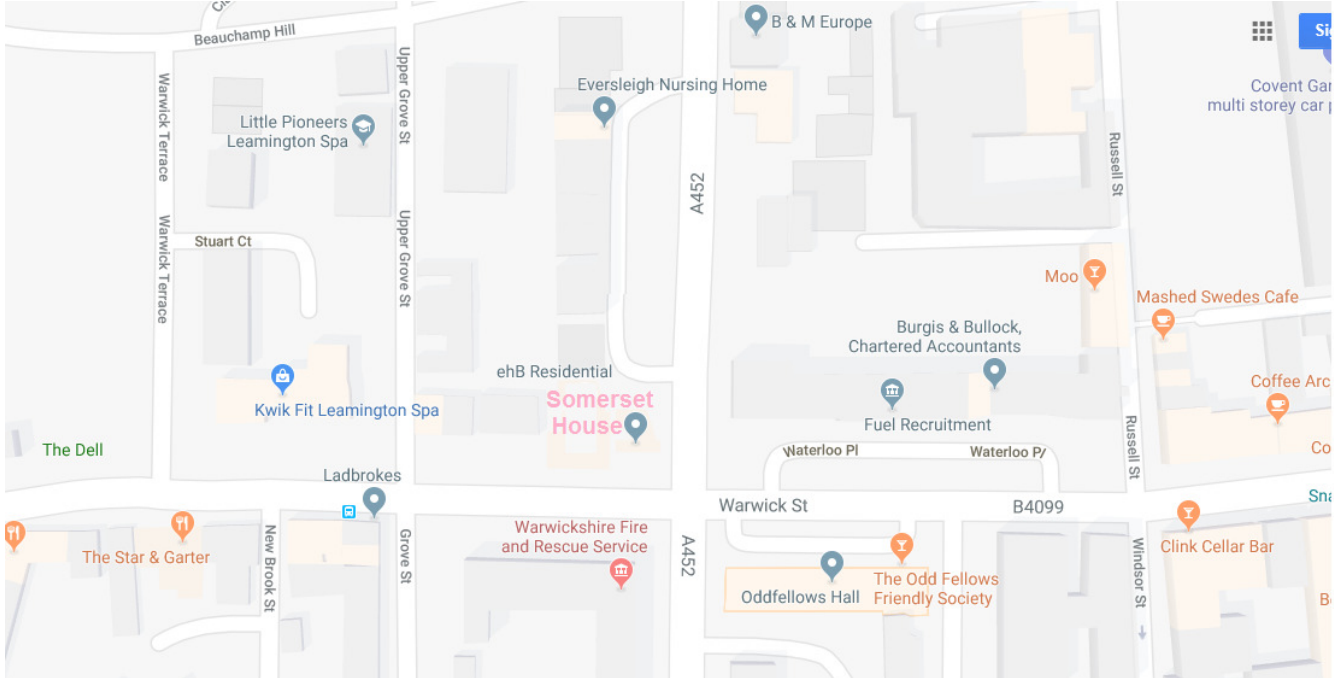 Beauchamp Hill
B & M Europe
Upper Grove St
Eversleigh Nursing Home
Covent Gar
multi storey car p
Warwick Terrace
Little Pioneers
Leamington Spa
Russell St
A452
Warwick Terrace
Stuart Ct
Upper Grove St
Moo
Mashed Swedes Cafe
Burgis & Bullock,
Chartered Accountants
ehB Residential
Coffee Arc
Somerset
House
Kwik Fit Leamington Spa
Fuel Recruitment
The Dell
Waterloo Pl
Waterloo P
Russell St
Co
Ladbrokes
Warwick St
B4099
Sna
The Star & Garter
New Brook St
Grove St
Warwickshire Fire
and Rescue Service
A452
Oddfellows Hall
The Odd Fellows
Friendly Society
Clink Cellar Bar
Windsor St